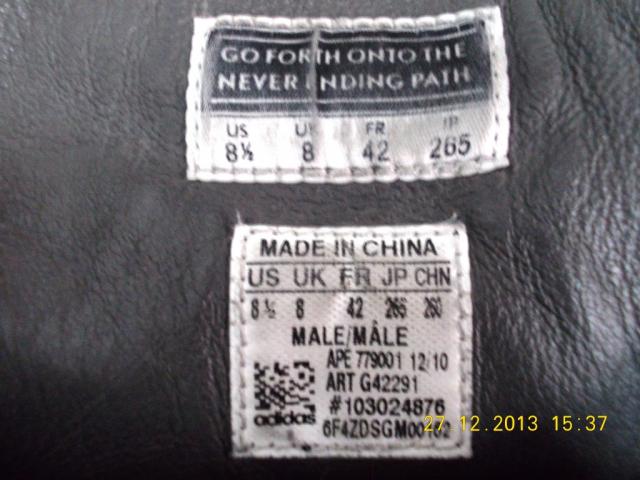 GO FORTH ONTO THE
NEVER ENDING PATH
US UK FR JP
8½ 8 42 265
MADE IN CHINA
US UK FR JP CHN
8½ 8 42 265 260
MALE/MÂLE
APE 779001 12/10
ART G42291
#103024876
adidas
27.12.2013 15:37